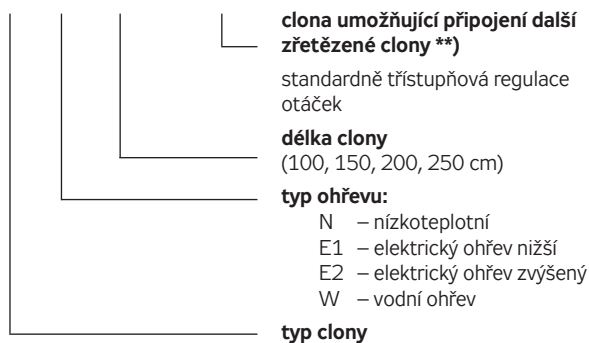 clona umožňující připojení další
zřetězené clony **)
standardně třístupňová regulace
otáček
délka clony
(100, 150, 200, 250 cm)
typ ohřevu:
N – nízkoteplotní
E1 – elektrický ohřev nižší
E2 – elektrický ohřev zvýšený
W – vodní ohřev
typ clony